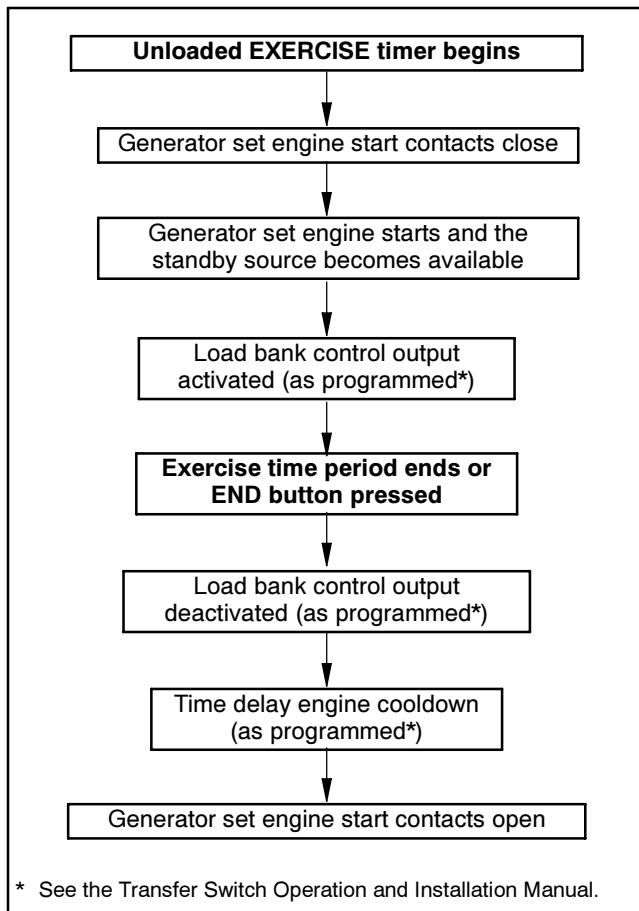 Unloaded EXERCISE timer begins
Generator set engine start contacts close
Generator set engine starts and the
standby source becomes available
Load bank control output
activated (as programmed*)
Exercise time period ends or
END button pressed
Load bank control output
deactivated (as programmed*)
Time delay engine cooldown
(as programmed*)
Generator set engine start contacts open
* See the Transfer Switch Operation and Installation Manual.